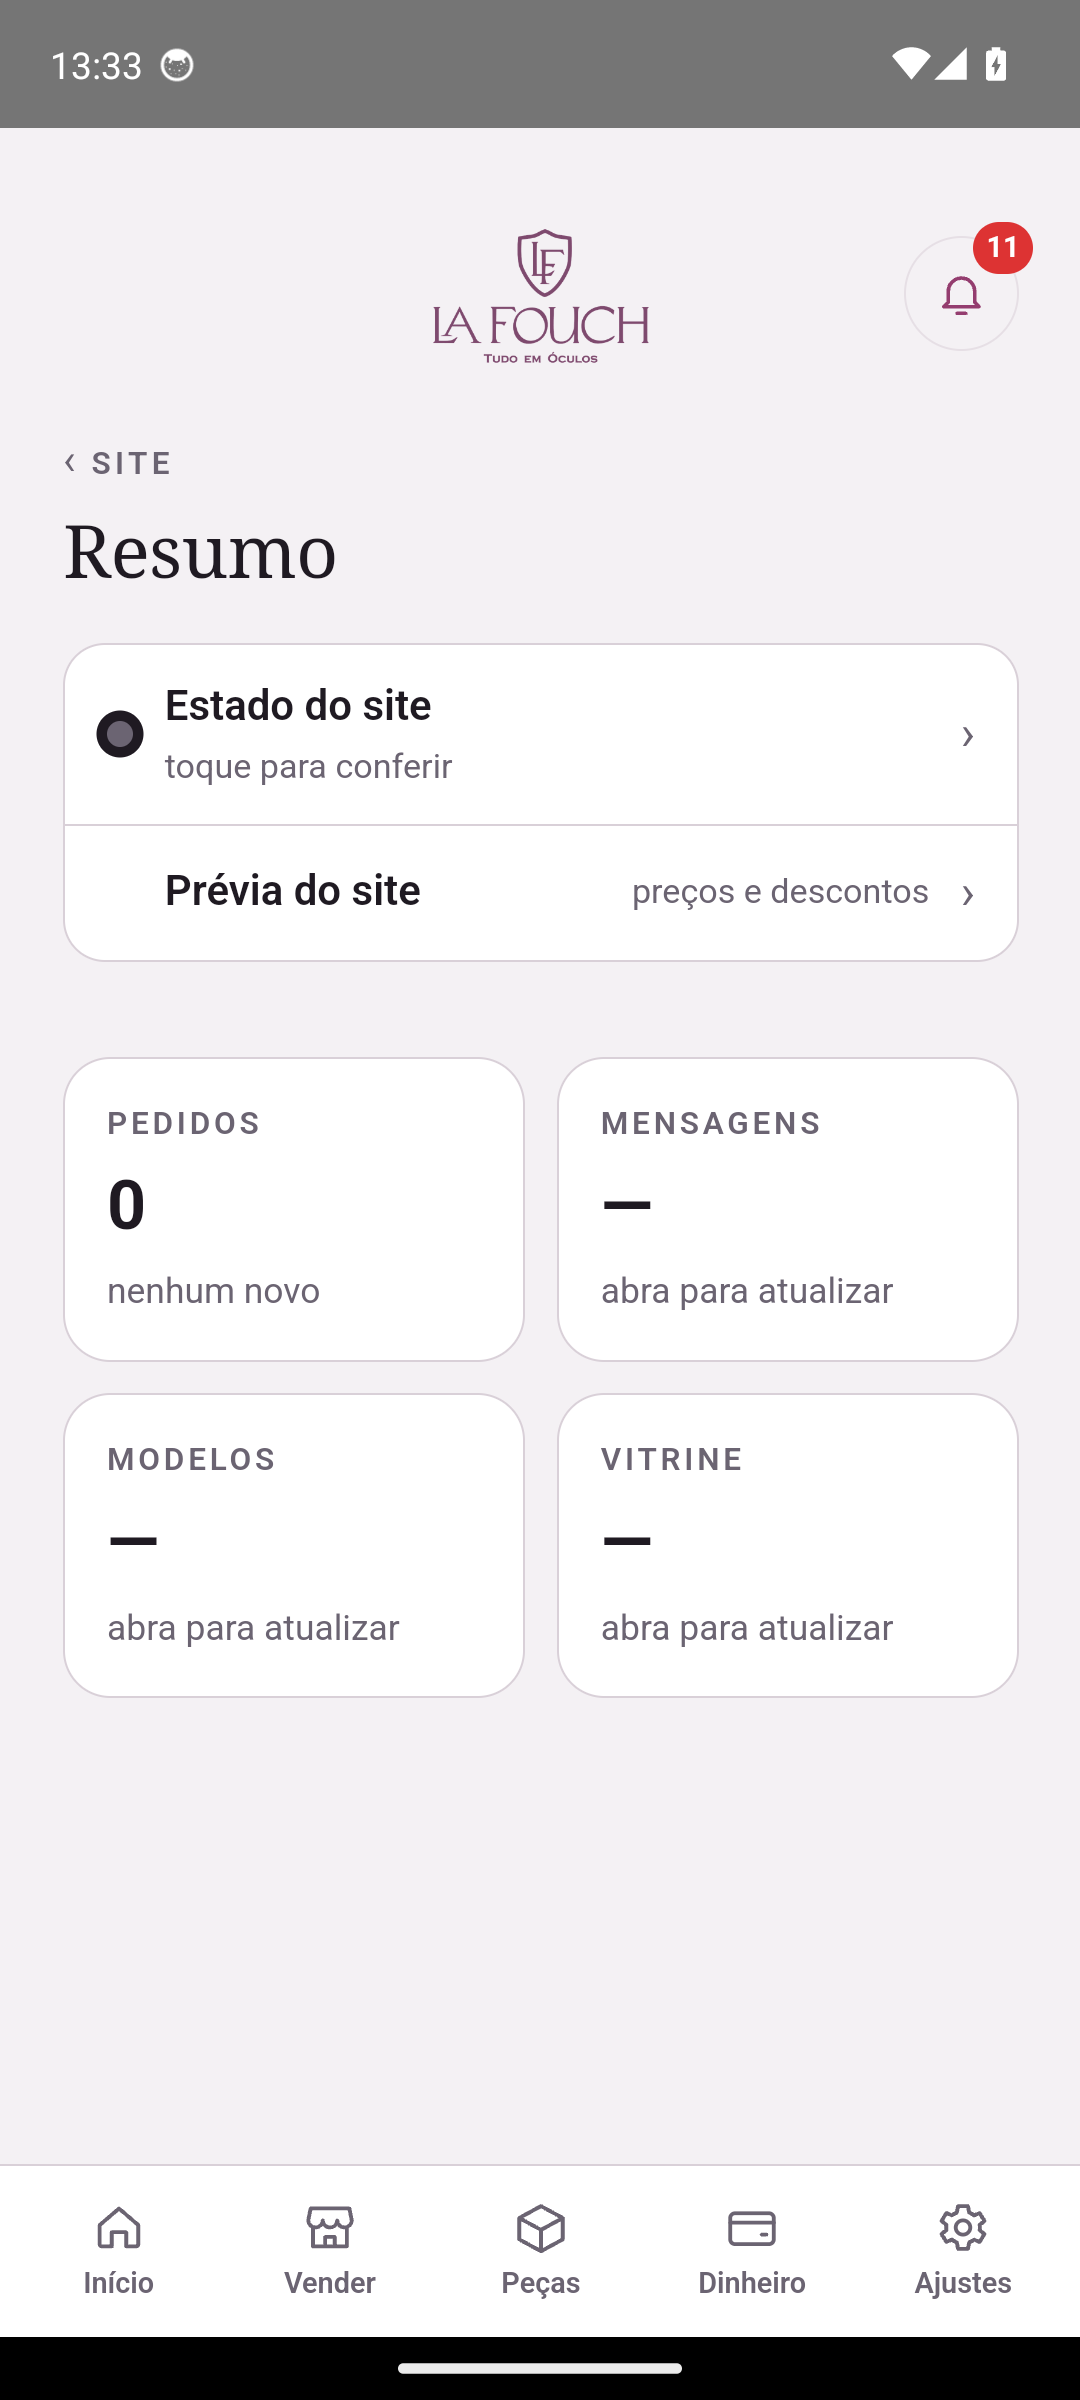 13:33
11
LF
LA FOUCH
TUDO EM ÓCULOS
‹ SITE
Resumo
Estado do site
toque para conferir
›
Prévia do site preços e descontos ›
PEDIDOS
0
nenhum novo
MENSAGENS
—
abra para atualizar
MODELOS
—
abra para atualizar
VITRINE
—
abra para atualizar
Início Vender Peças Dinheiro Ajustes